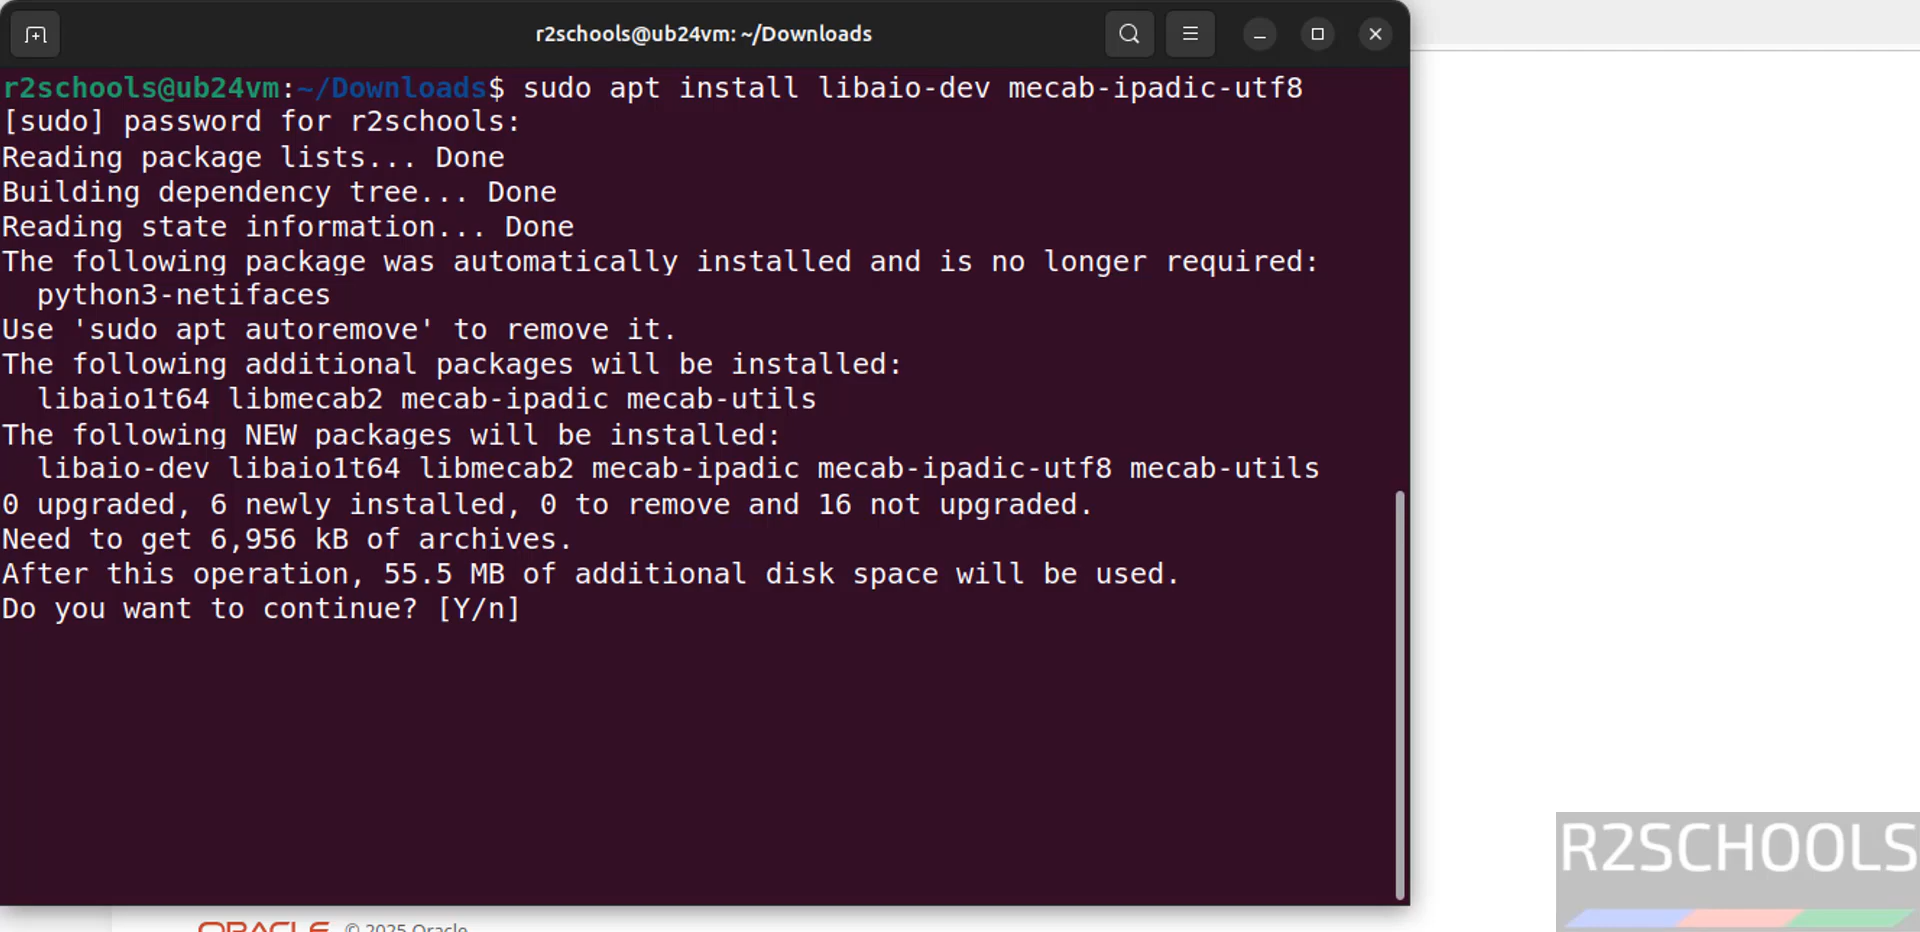 r2schools@ub24vm: ~/Downloads
r2schools@ub24vm:~/Downloads$ sudo apt install libaio-dev mecab-ipadic-utf8
[sudo] password for r2schools:
Reading package lists... Done
Building dependency tree... Done
Reading state information... Done
The following package was automatically installed and is no longer required:
  python3-netifaces
Use 'sudo apt autoremove' to remove it.
The following additional packages will be installed:
  libaio1t64 libmecab2 mecab-ipadic mecab-utils
The following NEW packages will be installed:
  libaio-dev libaio1t64 libmecab2 mecab-ipadic mecab-ipadic-utf8 mecab-utils
0 upgraded, 6 newly installed, 0 to remove and 16 not upgraded.
Need to get 6,956 kB of archives.
After this operation, 55.5 MB of additional disk space will be used.
Do you want to continue? [Y/n]
R2SCHOOLS
ORACLE © 2025 Oracle